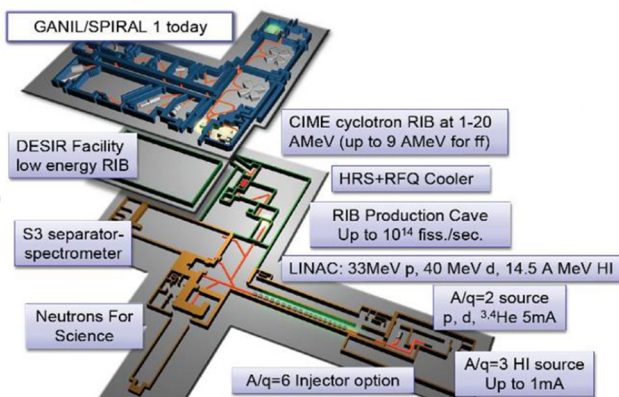 GANIL/SPIRAL 1 today
CIME cyclotron RIB at 1-20
AMeV (up to 9 AMeV for ff)
DESIR Facility
low energy RIB
HRS+RFQ Cooler
RIB Production Cave
Up to 10¹⁴ fiss./sec.
S3 separator-
spectrometer
LINAC: 33MeV p, 40 MeV d, 14.5 A MeV HI
A/q=2 source
p, d, ³·⁴He 5mA
Neutrons For
Science
A/q=3 HI source
Up to 1mA
A/q=6 Injector option